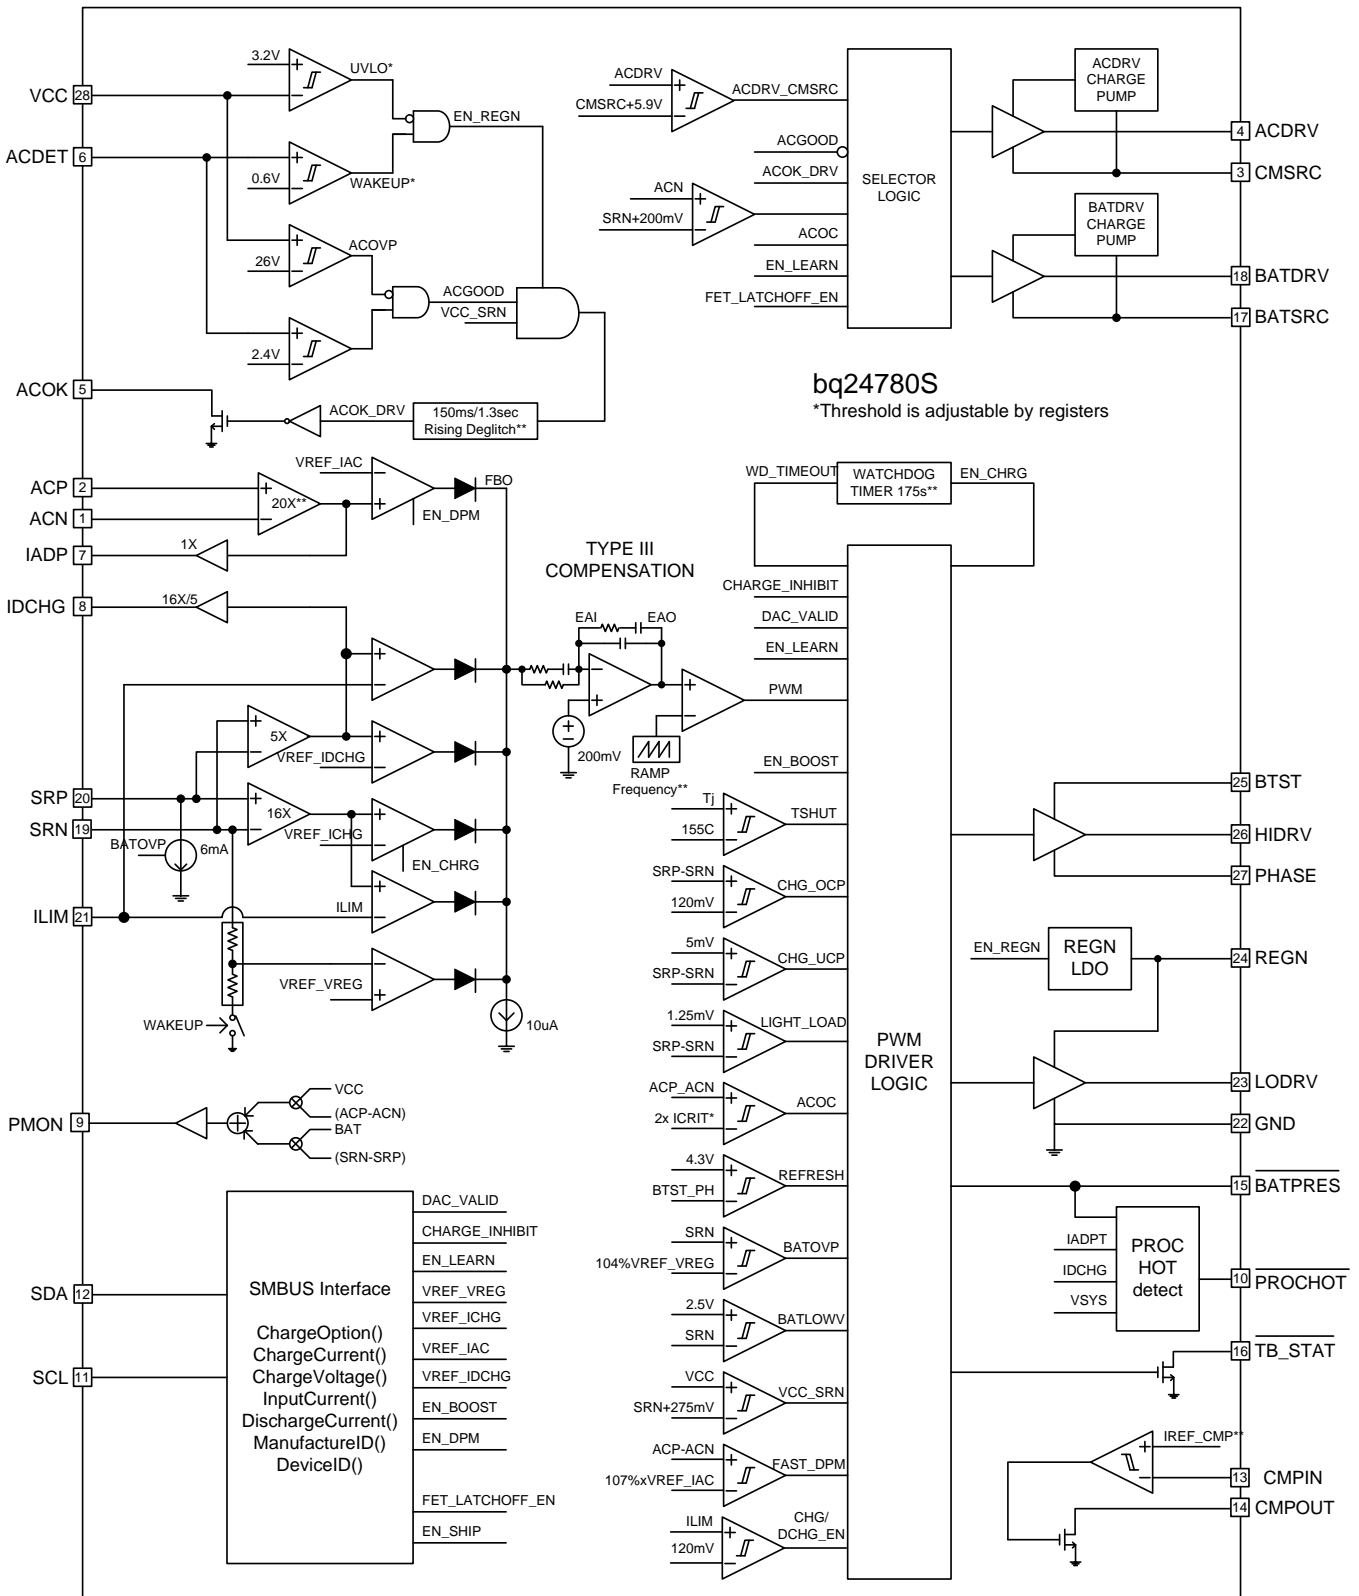 3.2V
UVLO*
VCC 28
EN_REGN
ACDET 6
0.6V
WAKEUP*
ACOVP
26V
ACGOOD
VCC_SRN
2.4V
ACOK 5
ACOK_DRV
150ms/1.3sec
Rising Deglitch**
ACDRV
CMSRC+5.9V
ACDRV_CMSRC
ACGOOD
ACOK_DRV
ACN
SRN+200mV
ACOC
EN_LEARN
FET_LATCHOFF_EN
SELECTOR
LOGIC
ACDRV
CHARGE
PUMP
4 ACDRV
3 CMSRC
BATDRV
CHARGE
PUMP
18 BATDRV
17 BATSRC
bq24780S
*Threshold is adjustable by registers
VREF_IAC
ACP 2
20X**
FBO
ACN 1
EN_DPM
IADP 7
1X
IDCHG 8
16X/5
5X
VREF_IDCHG
SRP 20
16X
SRN 19
VREF_ICHG
BATOVP
6mA
EN_CHRG
ILIM 21
ILIM
VREF_VREG
WAKEUP
10uA
TYPE III
COMPENSATION
EAI
EAO
200mV
RAMP
Frequency**
PWM
WD_TIMEOUT
WATCHDOG
TIMER 175s**
EN_CHRG
CHARGE_INHIBIT
DAC_VALID
EN_LEARN
EN_BOOST
Tj
155C
TSHUT
SRP-SRN
120mV
CHG_OCP
5mV
SRP-SRN
CHG_UCP
1.25mV
SRP-SRN
LIGHT_LOAD
ACP_ACN
2x ICRIT*
ACOC
4.3V
BTST_PH
REFRESH
SRN
104%VREF_VREG
BATOVP
2.5V
SRN
BATLOWV
VCC
SRN+275mV
VCC_SRN
ACP-ACN
107%xVREF_IAC
FAST_DPM
ILIM
120mV
CHG/
DCHG_EN
PWM
DRIVER
LOGIC
25 BTST
26 HIDRV
27 PHASE
EN_REGN
REGN
LDO
24 REGN
23 LODRV
22 GND
15 BATPRES
IADPT
IDCHG
VSYS
PROC
HOT
detect
10 PROCHOT
16 TB_STAT
IREF_CMP**
13 CMPIN
14 CMPOUT
PMON 9
VCC
(ACP-ACN)
BAT
(SRN-SRP)
SDA 12
SCL 11
SMBUS Interface
ChargeOption()
ChargeCurrent()
ChargeVoltage()
InputCurrent()
DischargeCurrent()
ManufactureID()
DeviceID()
DAC_VALID
CHARGE_INHIBIT
EN_LEARN
VREF_VREG
VREF_ICHG
VREF_IAC
VREF_IDCHG
EN_BOOST
EN_DPM
FET_LATCHOFF_EN
EN_SHIP